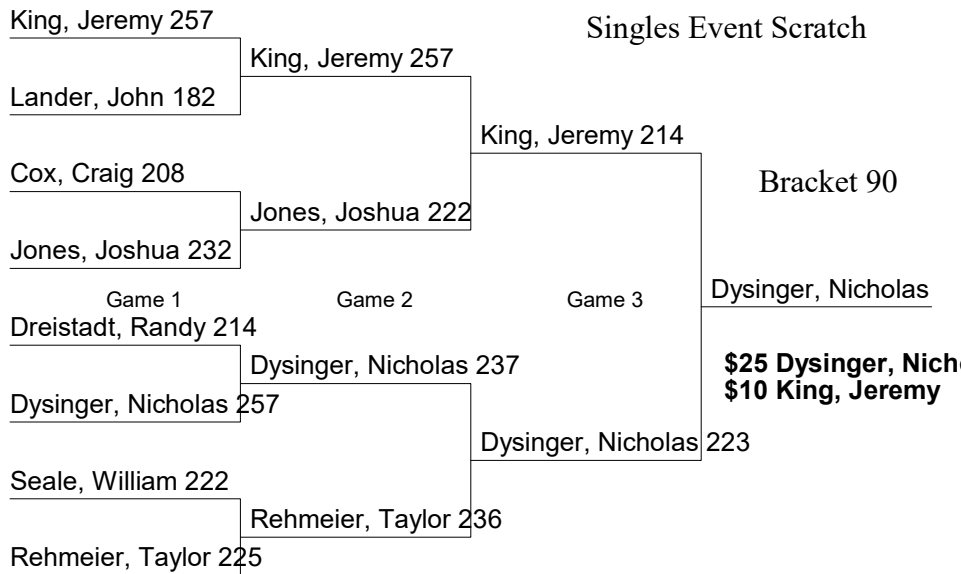 King, Jeremy 257
Singles Event Scratch
King, Jeremy 257
Lander, John 182
King, Jeremy 214
Cox, Craig 208
Bracket 90
Jones, Joshua 222
Jones, Joshua 232
Game 1 Game 2 Game 3
Dysinger, Nicholas
Dreistadt, Randy 214
Dysinger, Nicholas 237
$25 Dysinger,
$10 King, Jeremy
Dysinger, Nicholas 257
Dysinger, Nicholas 223
Seale, William 222
Rehmeier, Taylor 236
Rehmeier, Taylor 225